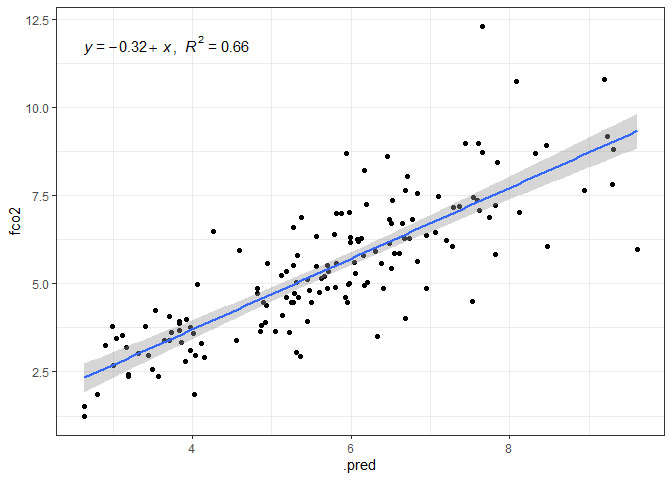 12.5
y = −0.32+ x ,  R² = 0.66
10.0
fco2
7.5
5.0
2.5
4 6 8
.pred